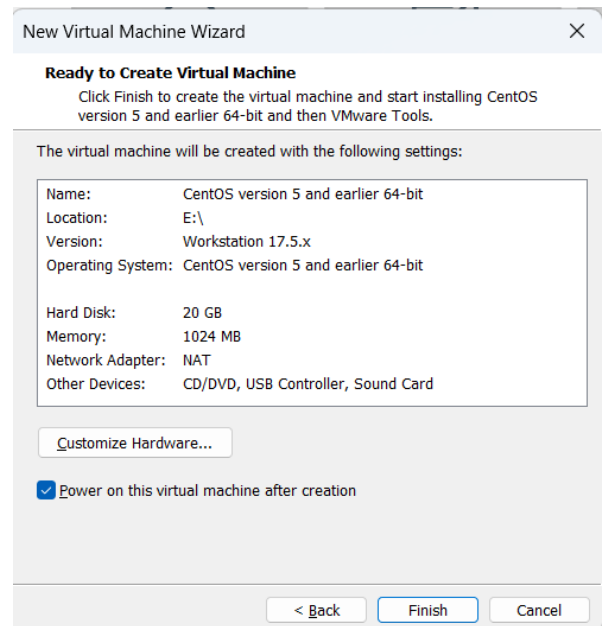 New Virtual Machine Wizard
Ready to Create Virtual Machine
Click Finish to create the virtual machine and start installing CentOS
version 5 and earlier 64-bit and then VMware Tools.
The virtual machine will be created with the following settings:
Name: CentOS version 5 and earlier 64-bit
Location: E:\
Version: Workstation 17.5.x
Operating System: CentOS version 5 and earlier 64-bit
Hard Disk: 20 GB
Memory: 1024 MB
Network Adapter: NAT
Other Devices: CD/DVD, USB Controller, Sound Card
Customize Hardware...
Power on this virtual machine after creation
< Back Finish Cancel